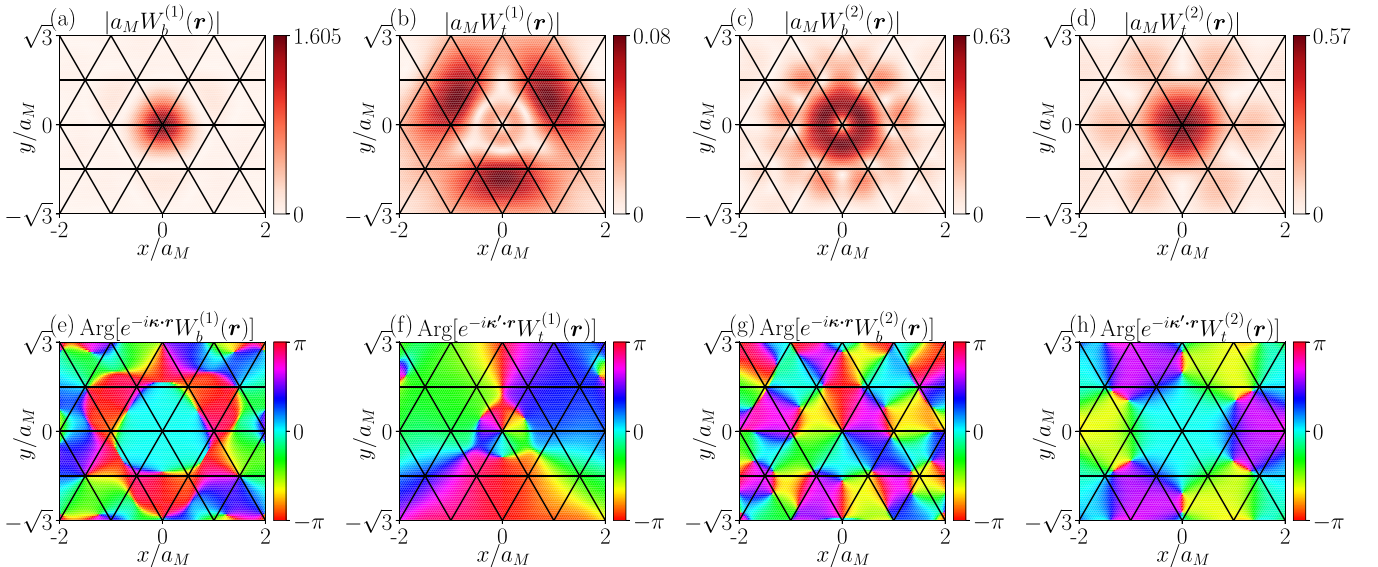 (a) |a_M W_b^{(1)}(r)|
√3 0 −√3
y/a_M
-2 0 2
x/a_M
1.605 0
(b) |a_M W_t^{(1)}(r)|
√3 0 −√3
y/a_M
-2 0 2
x/a_M
0.08 0
(c) |a_M W_b^{(2)}(r)|
√3 0 −√3
y/a_M
-2 0 2
x/a_M
0.63 0
(d) |a_M W_t^{(2)}(r)|
√3 0 −√3
y/a_M
-2 0 2
x/a_M
0.57 0
(e) Arg[e^{−iκ·r}W_b^{(1)}(r)]
√3 0 −√3
y/a_M
-2 0 2
x/a_M
π 0 −π
(f) Arg[e^{−iκ′·r}W_t^{(1)}(r)]
√3 0 −√3
y/a_M
-2 0 2
x/a_M
π 0 −π
(g) Arg[e^{−iκ·r}W_b^{(2)}(r)]
√3 0 −√3
y/a_M
-2 0 2
x/a_M
π 0 −π
(h) Arg[e^{−iκ′·r}W_t^{(2)}(r)]
√3 0 −√3
y/a_M
-2 0 2
x/a_M
π 0 −π